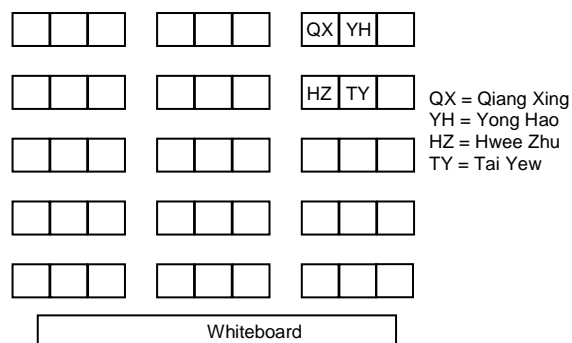 QX YH
HZ TY
QX = Qiang Xing
YH = Yong Hao
HZ = Hwee Zhu
TY = Tai Yew
Whiteboard